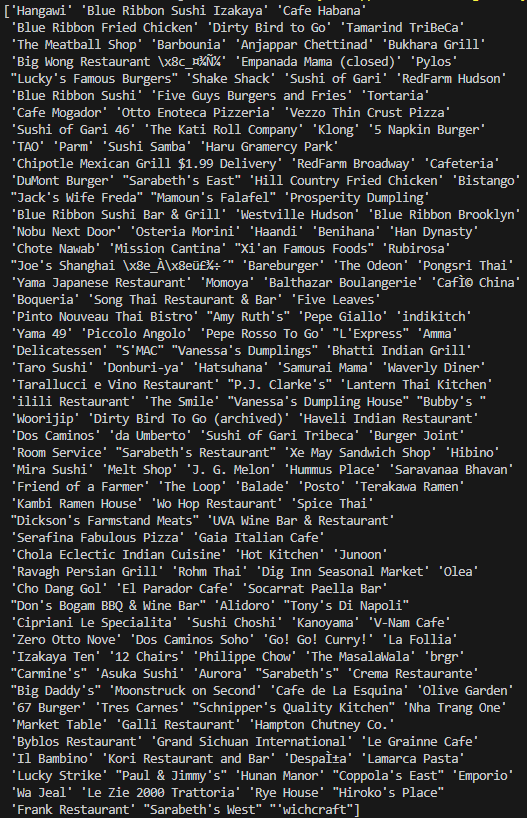 ['Hangawi' 'Blue Ribbon Sushi Izakaya' 'Cafe Habana'
'Blue Ribbon Fried Chicken' 'Dirty Bird to Go' 'Tamarind TriBeCa'
'The Meatball Shop' 'Barbounia' 'Anjappar Chettinad' 'Bukhara Grill'
'Big Wong Restaurant \x8c_¤¾Ñ¼' 'Empanada Mama (closed)' 'Pylos'
"Lucky's Famous Burgers" 'Shake Shack' 'Sushi of Gari' 'RedFarm Hudson'
'Blue Ribbon Sushi' 'Five Guys Burgers and Fries' 'Tortaria'
'Cafe Mogador' 'Otto Enoteca Pizzeria' 'Vezzo Thin Crust Pizza'
'Sushi of Gari 46' 'The Kati Roll Company' 'Klong' '5 Napkin Burger'
'TAO' 'Parm' 'Sushi Samba' 'Haru Gramercy Park'
'Chipotle Mexican Grill $1.99 Delivery' 'RedFarm Broadway' 'Cafeteria'
'DuMont Burger' "Sarabeth's East" 'Hill Country Fried Chicken' 'Bistango'
"Jack's Wife Freda" "Mamoun's Falafel" 'Prosperity Dumpling'
'Blue Ribbon Sushi Bar & Grill' 'Westville Hudson' 'Blue Ribbon Brooklyn'
'Nobu Next Door' 'Osteria Morini' 'Haandi' 'Benihana' 'Han Dynasty'
'Chote Nawab' 'Mission Cantina' "Xi'an Famous Foods" 'Rubirosa'
"Joe's Shanghai \x8e_À\x8eü£¾÷´" 'Bareburger' 'The Odeon' 'Pongsri Thai'
'Yama Japanese Restaurant' 'Momoya' 'Balthazar Boulangerie' 'CafÌ© China'
'Boqueria' 'Song Thai Restaurant & Bar' 'Five Leaves'
'Pinto Nouveau Thai Bistro' "Amy Ruth's" 'Pepe Giallo' 'indikitch'
'Yama 49' 'Piccolo Angolo' 'Pepe Rosso To Go' "L'Express" 'Amma'
'Delicatessen' "S'MAC" "Vanessa's Dumplings" 'Bhatti Indian Grill'
'Taro Sushi' 'Donburi-ya' 'Hatsuhana' 'Samurai Mama' 'Waverly Diner'
'Tarallucci e Vino Restaurant' "P.J. Clarke's" 'Lantern Thai Kitchen'
'ilili Restaurant' 'The Smile' "Vanessa's Dumpling House" "Bubby's "
'Woorijip' 'Dirty Bird To Go (archived)' 'Haveli Indian Restaurant'
'Dos Caminos' 'da Umberto' 'Sushi of Gari Tribeca' 'Burger Joint'
'Room Service' "Sarabeth's Restaurant" 'Xe May Sandwich Shop' 'Hibino'
'Mira Sushi' 'Melt Shop' 'J. G. Melon' 'Hummus Place' 'Saravanaa Bhavan'
'Friend of a Farmer' 'The Loop' 'Balade' 'Posto' 'Terakawa Ramen'
'Kambi Ramen House' 'Wo Hop Restaurant' 'Spice Thai'
"Dickson's Farmstand Meats" 'UVA Wine Bar & Restaurant'
'Serafina Fabulous Pizza' 'Gaia Italian Cafe'
'Chola Eclectic Indian Cuisine' 'Hot Kitchen' 'Junoon'
'Ravagh Persian Grill' 'Rohm Thai' 'Dig Inn Seasonal Market' 'Olea'
'Cho Dang Gol' 'El Parador Cafe' 'Socarrat Paella Bar'
"Don's Bogam BBQ & Wine Bar" 'Alidoro' "Tony's Di Napoli"
'Cipriani Le Specialita' 'Sushi Choshi' 'Kanoyama' 'V-Nam Cafe'
'Zero Otto Nove' 'Dos Caminos Soho' 'Go! Go! Curry!' 'La Follia'
'Izakaya Ten' '12 Chairs' 'Philippe Chow' 'The MasalaWala' 'brgr'
"Carmine's" 'Asuka Sushi' 'Aurora' "Sarabeth's" 'Crema Restaurante'
"Big Daddy's" 'Moonstruck on Second' 'Cafe de La Esquina' 'Olive Garden'
'67 Burger' 'Tres Carnes' "Schnipper's Quality Kitchen" 'Nha Trang One'
'Market Table' 'Galli Restaurant' 'Hampton Chutney Co.'
'Byblos Restaurant' 'Grand Sichuan International' 'Le Grainne Cafe'
'Il Bambino' 'Kori Restaurant and Bar' 'DespaÌ±a' 'Lamarca Pasta'
'Lucky Strike' "Paul & Jimmy's" 'Hunan Manor' "Coppola's East" 'Emporio'
'Wa Jeal' 'Le Zie 2000 Trattoria' 'Rye House' "Hiroko's Place"
'Frank Restaurant' "Sarabeth's West" "'wichcraft"]